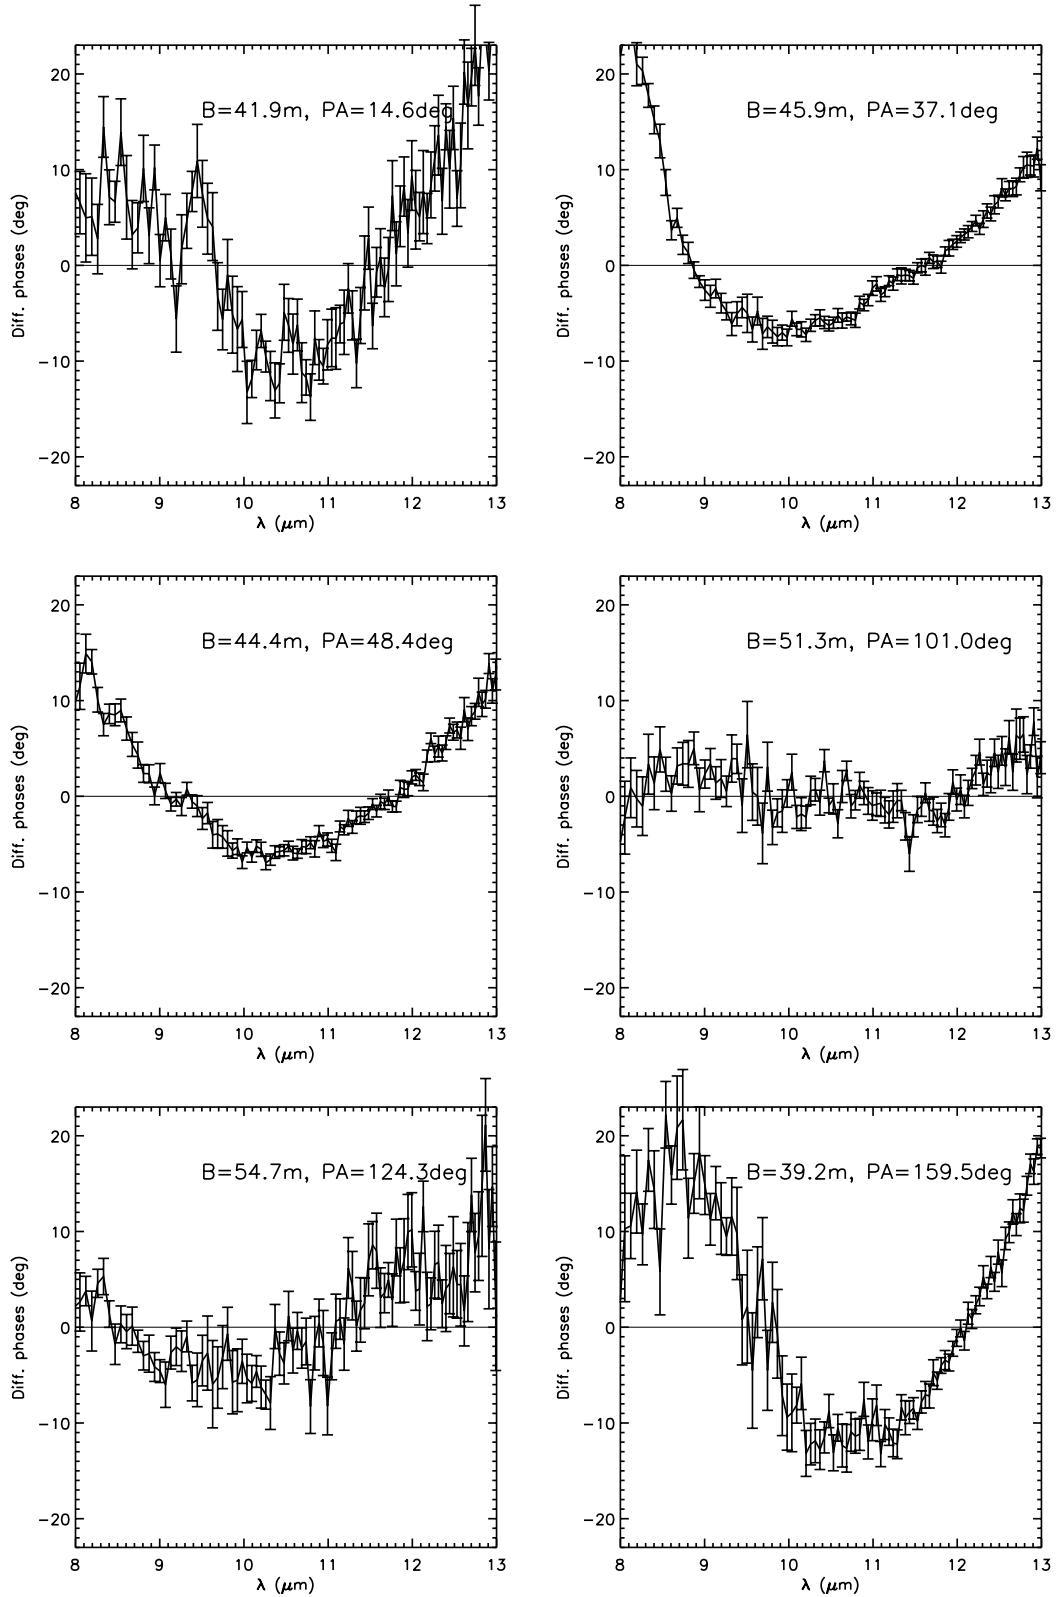 20
10
0
−10
−20
Diff. phases (deg)
B=41.9m, PA=14.6deg
8 9 10 11 12 13
λ (μm)
20
10
0
−10
−20
Diff. phases (deg)
B=45.9m, PA=37.1deg
8 9 10 11 12 13
λ (μm)
20
10
0
−10
−20
Diff. phases (deg)
B=44.4m, PA=48.4deg
8 9 10 11 12 13
λ (μm)
20
10
0
−10
−20
Diff. phases (deg)
B=51.3m, PA=101.0deg
8 9 10 11 12 13
λ (μm)
20
10
0
−10
−20
Diff. phases (deg)
B=54.7m, PA=124.3deg
8 9 10 11 12 13
λ (μm)
20
10
0
−10
−20
Diff. phases (deg)
B=39.2m, PA=159.5deg
8 9 10 11 12 13
λ (μm)